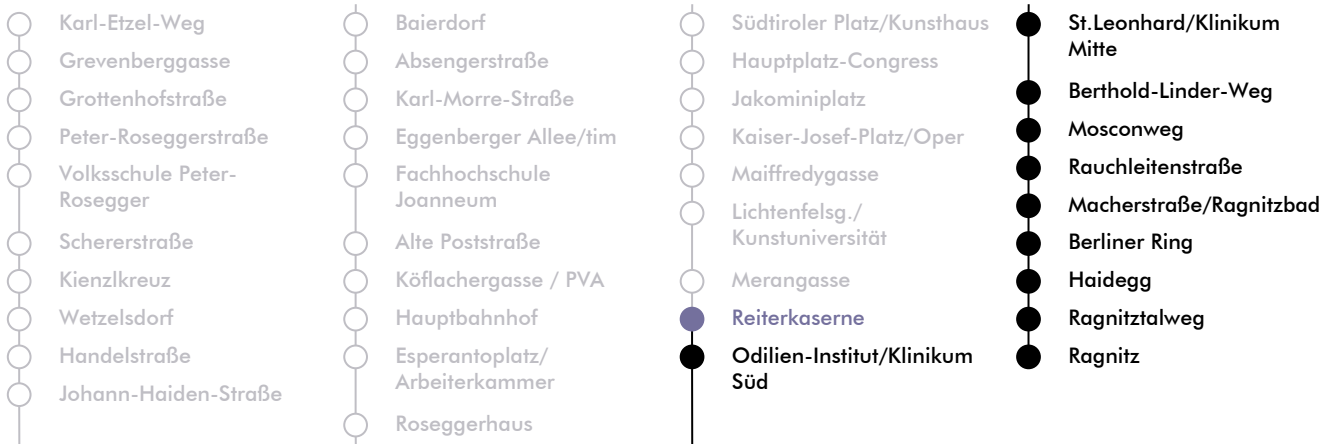 Karl-Etzel-Weg
Grevenberggasse
Grottenhofstraße
Peter-Roseggerstraße
Volksschule Peter-
Rosegger
Schererstraße
Kienzlkreuz
Wetzelsdorf
Handelstraße
Johann-Haiden-Straße
Baierdorf
Absengerstraße
Karl-Morre-Straße
Eggenberger Allee/tim
Fachhochschule
Joanneum
Alte Poststraße
Köflachergasse / PVA
Hauptbahnhof
Esperantoplatz/
Arbeiterkammer
Roseggerhaus
Südtiroler Platz/Kunsthaus
Hauptplatz-Congress
Jakominiplatz
Kaiser-Josef-Platz/Oper
Maiffredygasse
Lichtenfelsg./
Kunstuniversität
Merangasse
Reiterkaserne
Odilien-Institut/Klinikum
Süd
St.Leonhard/Klinikum
Mitte
Berthold-Linder-Weg
Mosconweg
Rauchleitenstraße
Macherstraße/Ragnitzbad
Berliner Ring
Haidegg
Ragnitztalweg
Ragnitz